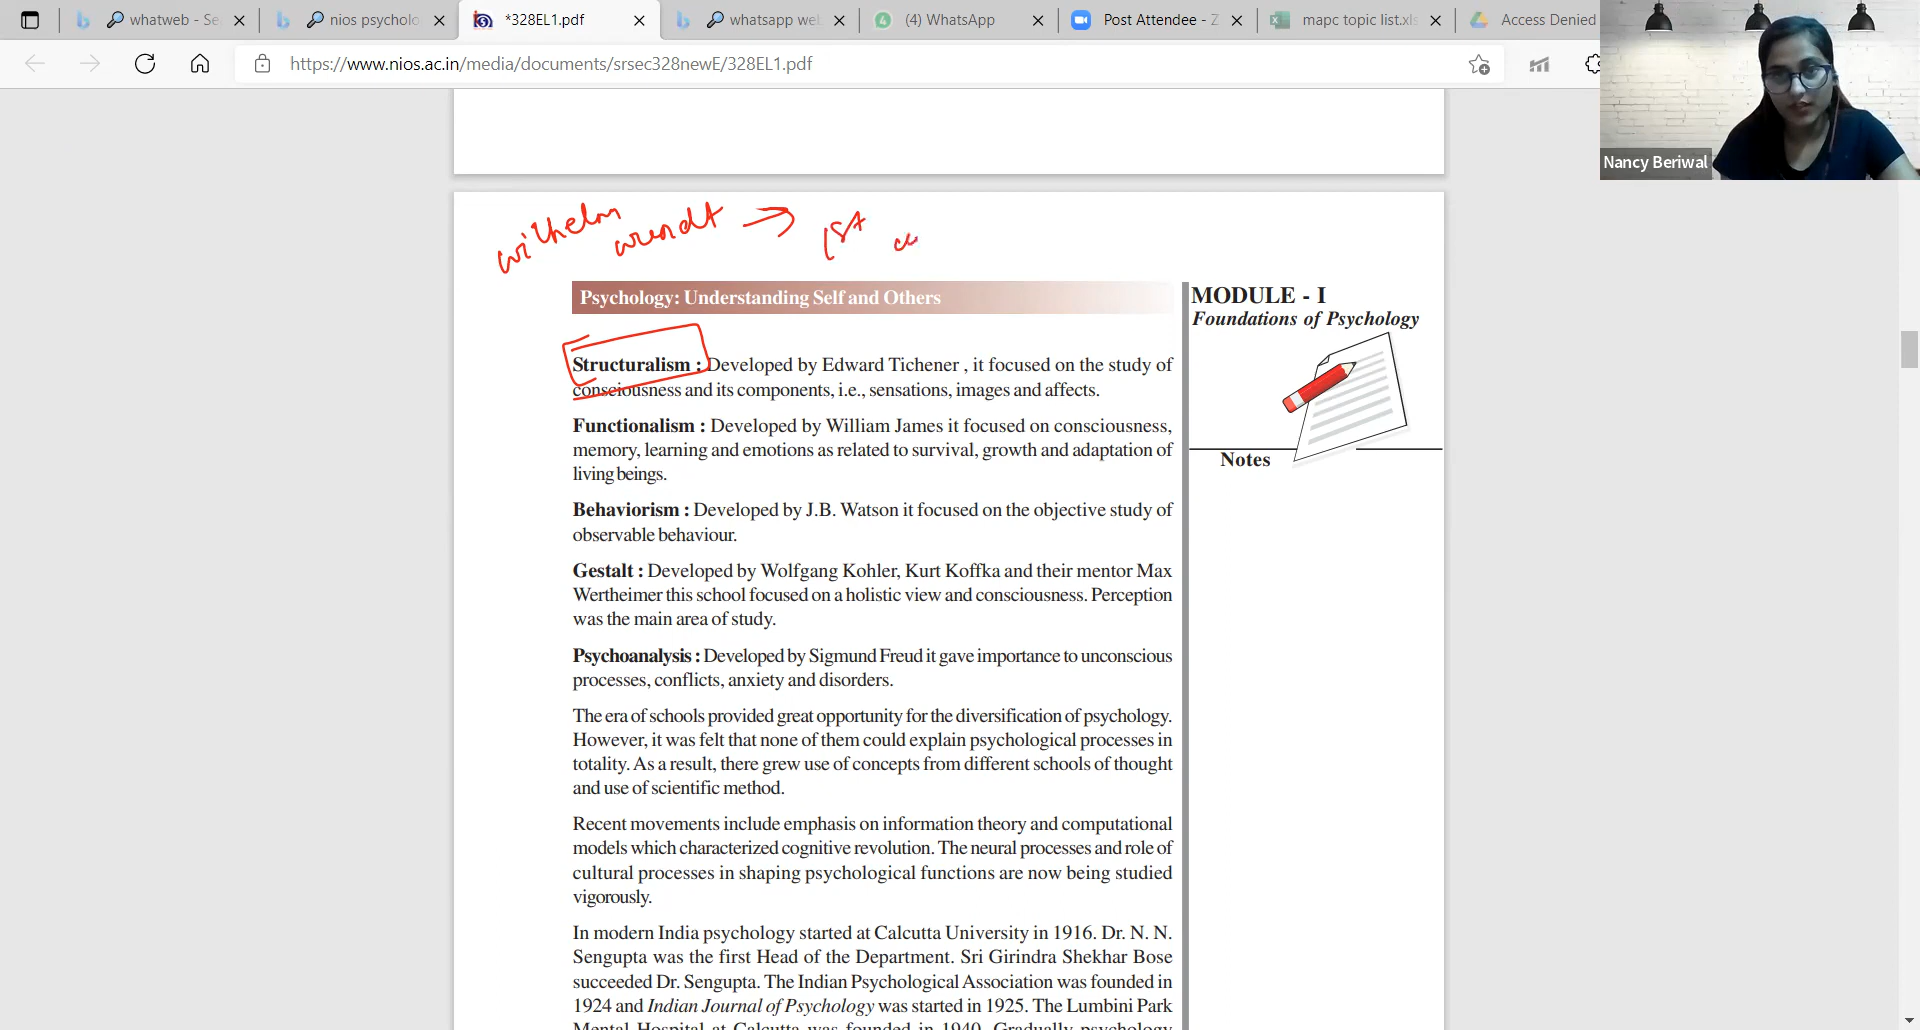 whatweb - Se
nios psycholo
*328EL1.pdf
whatsapp web
(4) WhatsApp
Post Attendee - Z
mapc topic list.xls
Access Denied
https://www.nios.ac.in/media/documents/srsec328newE/328EL1.pdf
Nancy Beriwal
wilhelm wundt → 1st
Psychology: Understanding Self and Others
MODULE - I
Foundations of Psychology
Notes
Structuralism : Developed by Edward Tichener , it focused on the study of
consciousness and its components, i.e., sensations, images and affects.
Functionalism : Developed by William James it focused on consciousness,
memory, learning and emotions as related to survival, growth and adaptation of
living beings.
Behaviorism : Developed by J.B. Watson it focused on the objective study of
observable behaviour.
Gestalt : Developed by Wolfgang Kohler, Kurt Koffka and their mentor Max
Wertheimer this school focused on a holistic view and consciousness. Perception
was the main area of study.
Psychoanalysis : Developed by Sigmund Freud it gave importance to unconscious
processes, conflicts, anxiety and disorders.
The era of schools provided great opportunity for the diversification of psychology.
However, it was felt that none of them could explain psychological processes in
totality. As a result, there grew use of concepts from different schools of thought
and use of scientific method.
Recent movements include emphasis on information theory and computational
models which characterized cognitive revolution. The neural processes and role of
cultural processes in shaping psychological functions are now being studied
vigorously.
In modern India psychology started at Calcutta University in 1916. Dr. N. N.
Sengupta was the first Head of the Department. Sri Girindra Shekhar Bose
succeeded Dr. Sengupta. The Indian Psychological Association was founded in
1924 and Indian Journal of Psychology was started in 1925. The Lumbini Park
Mental Hospital at Calcutta was founded in 1940. Gradually psychology